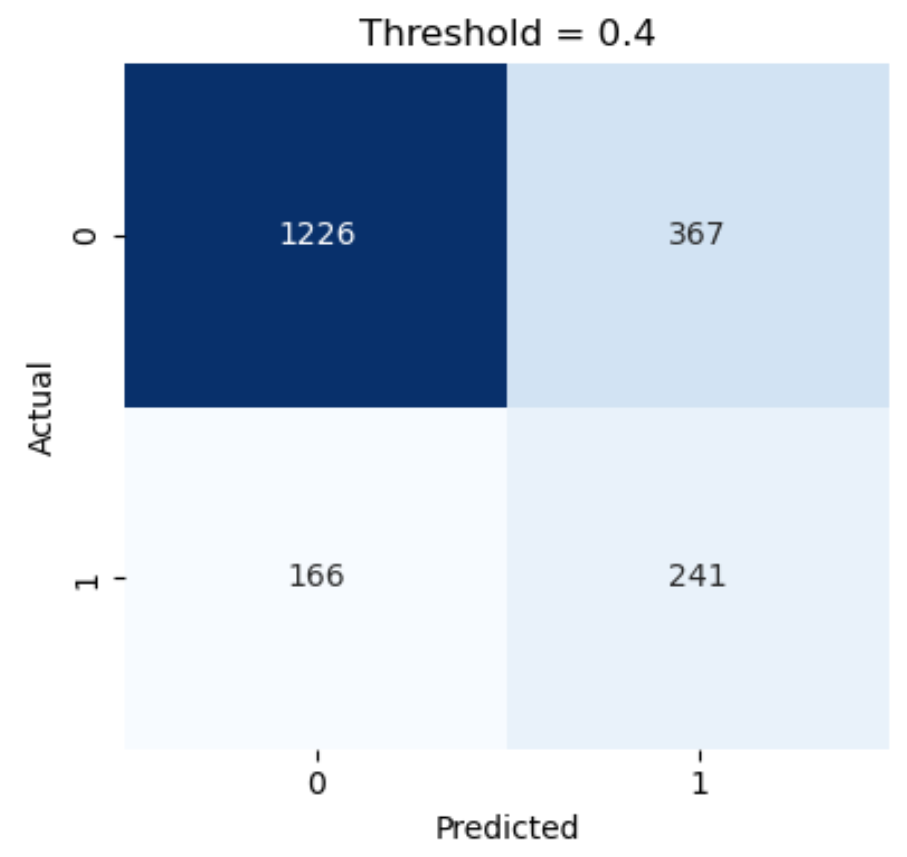 Threshold = 0.4
0
1226
367
Actual
1
166
241
0
1
Predicted